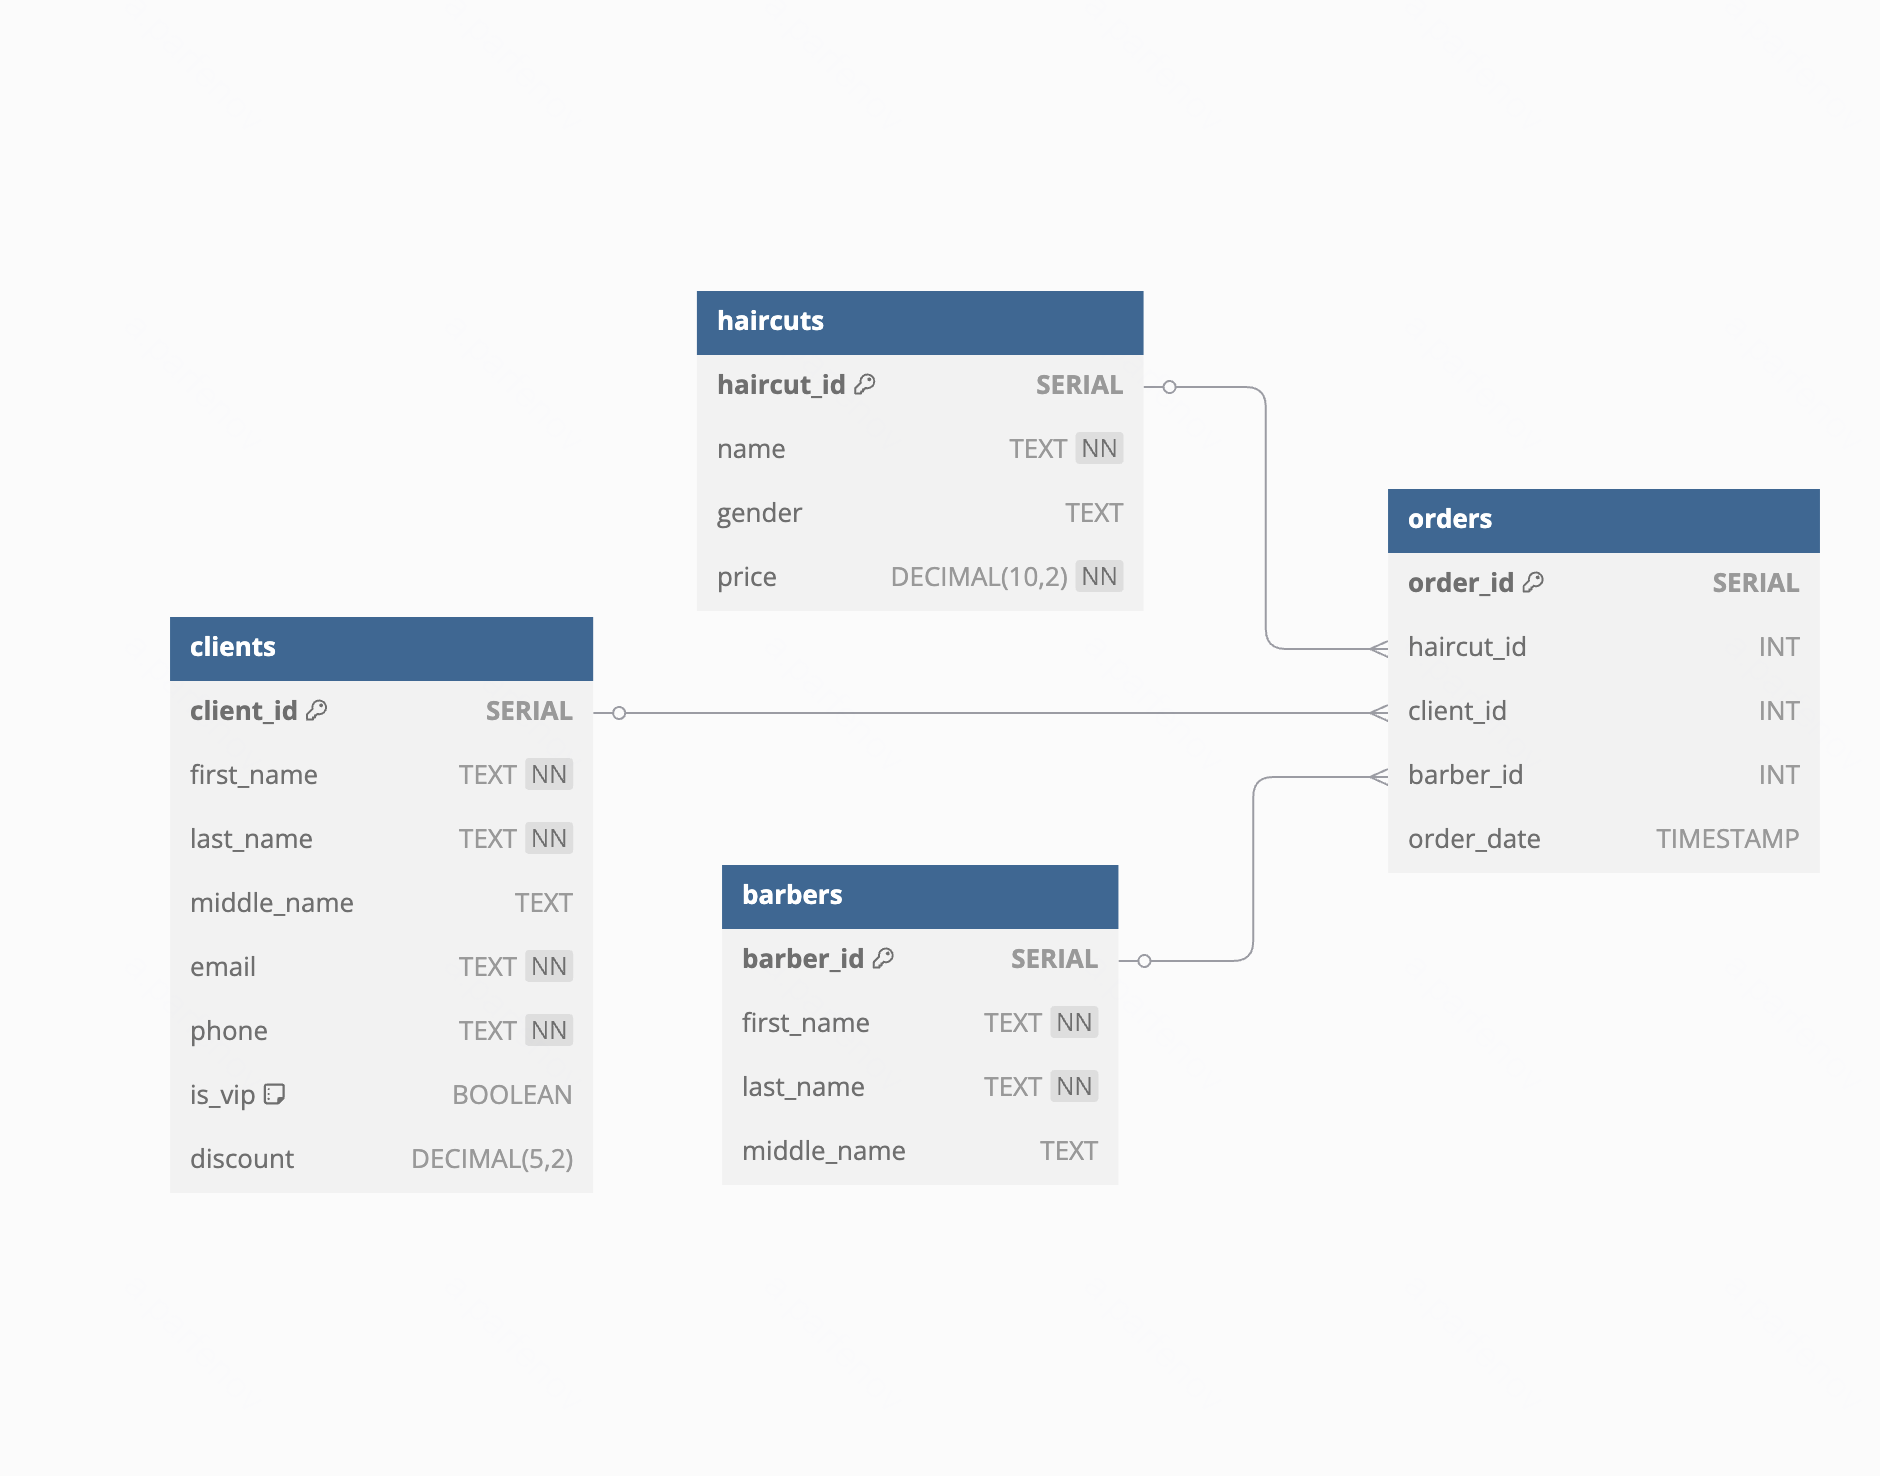 haircuts
haircut_id SERIAL
name TEXT NN
gender TEXT
price DECIMAL(10,2) NN
orders
order_id SERIAL
haircut_id INT
client_id INT
barber_id INT
order_date TIMESTAMP
clients
client_id SERIAL
first_name TEXT NN
last_name TEXT NN
middle_name TEXT
email TEXT NN
phone TEXT NN
is_vip BOOLEAN
discount DECIMAL(5,2)
barbers
barber_id SERIAL
first_name TEXT NN
last_name TEXT NN
middle_name TEXT